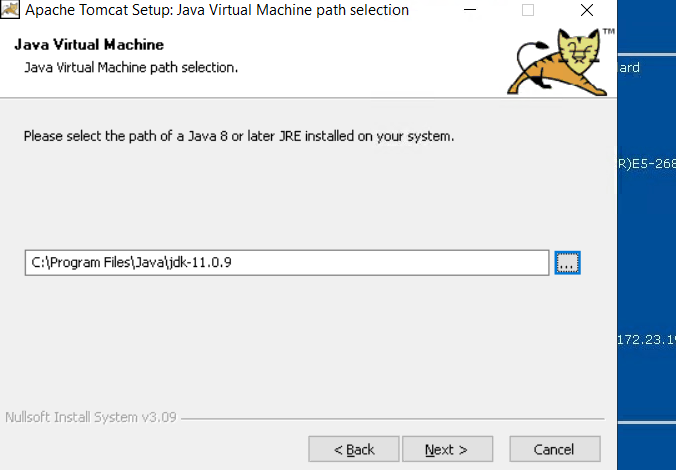 Apache Tomcat Setup: Java Virtual Machine path selection
Java Virtual Machine
Java Virtual Machine path selection.
TM
Please select the path of a Java 8 or later JRE installed on your system.
C:\Program Files\Java\jdk-11.0.9
...
Nullsoft Install System v3.09
< Back
Next >
Cancel
dard
R)E5-268
172.23.19